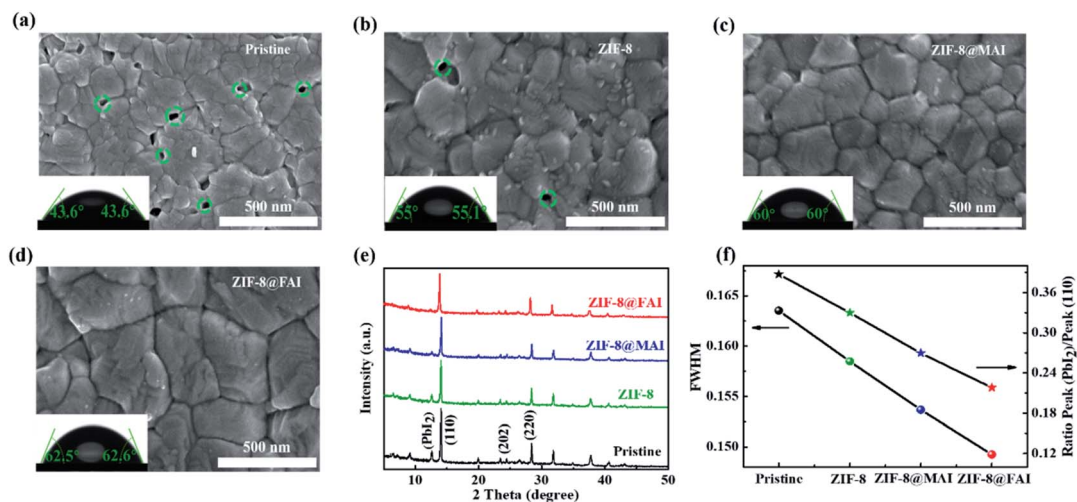 (a)
Pristine
43.6° 43.6°
500 nm
(b)
ZIF-8
55° 55.1°
500 nm
(c)
ZIF-8@MAI
60° 60°
500 nm
(d)
ZIF-8@FAI
62.5° 62.6°
500 nm
(e)
Intensity (a.u.)
ZIF-8@FAI
ZIF-8@MAI
ZIF-8
(PbI2)
(110)
(202)
(220)
Pristine
10 20 30 40 50
2 Theta (degree)
(f)
FWHM
0.165
0.160
0.155
0.150
Ratio Peak (PbI2)/Peak (110)
0.36
0.30
0.24
0.18
0.12
Pristine ZIF-8 ZIF-8@MAI ZIF-8@FAI